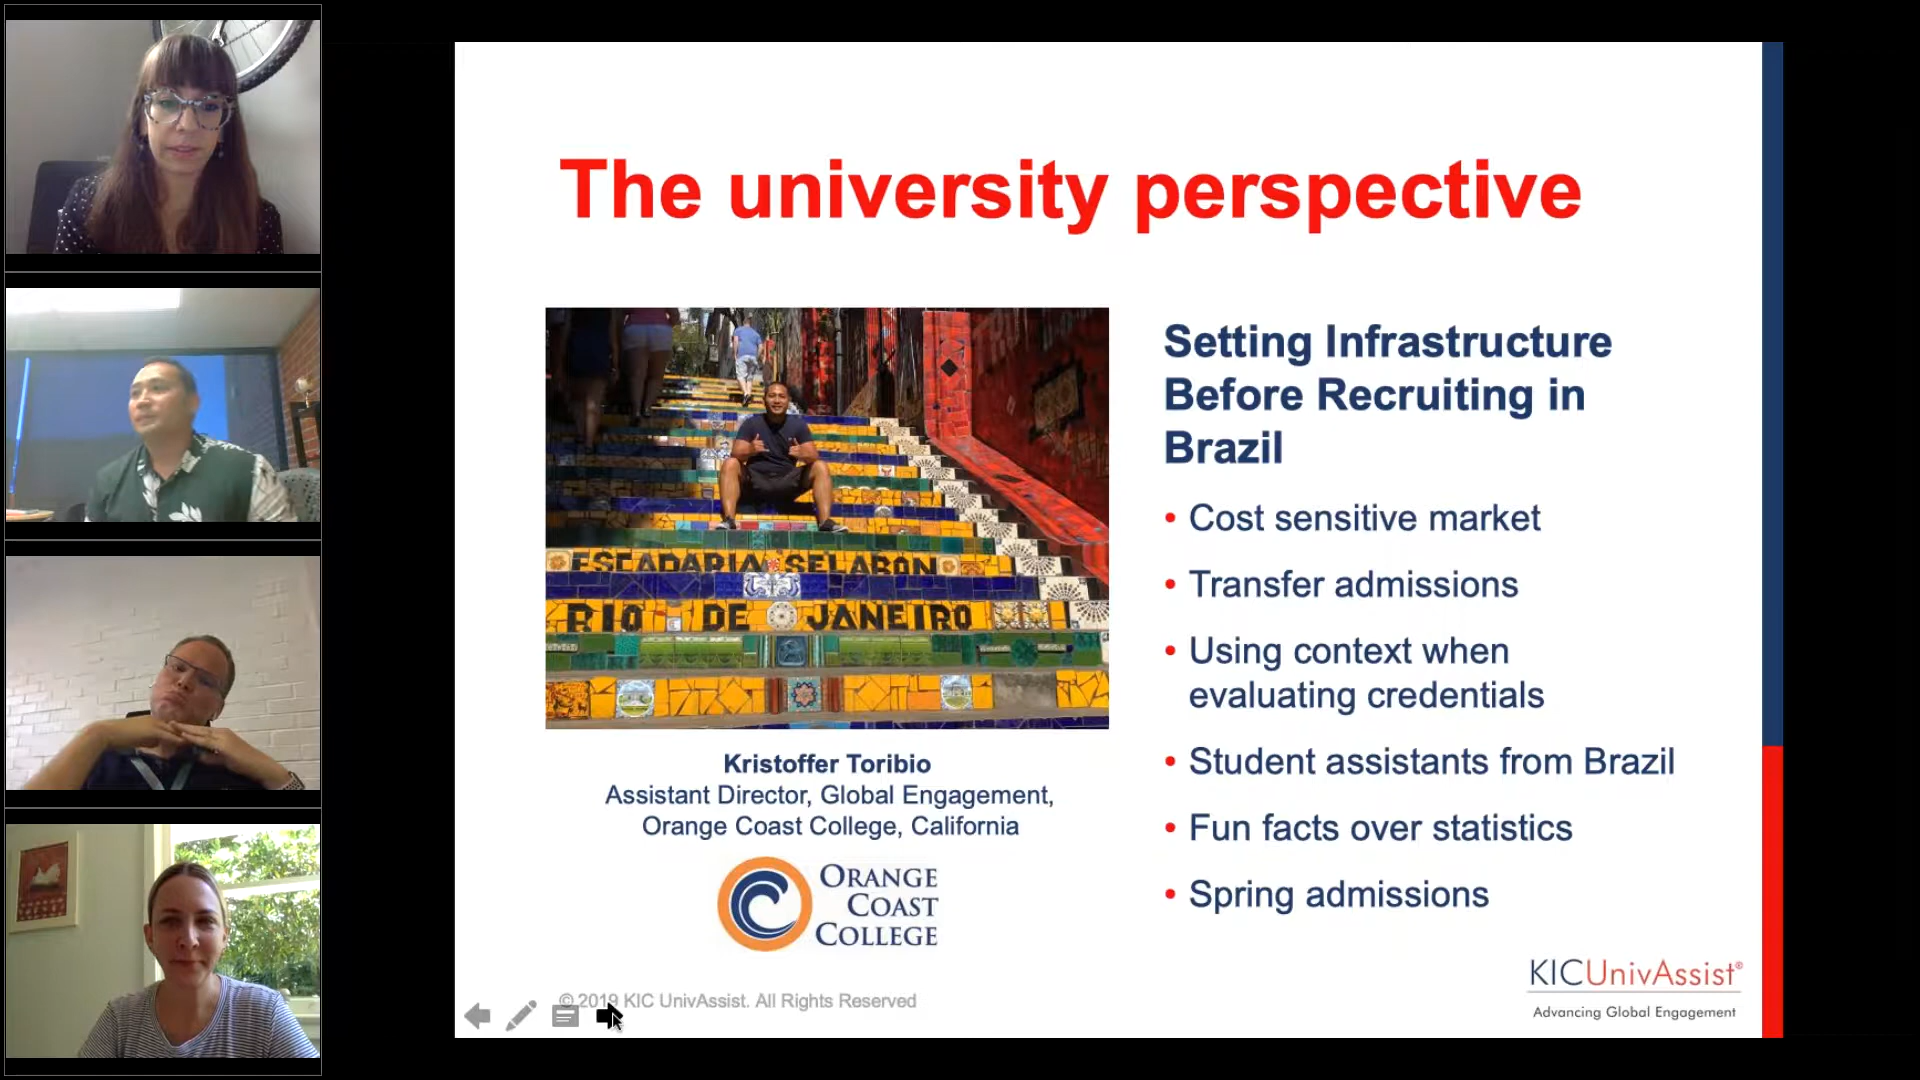 The university perspective
ESCADARIA SELARON
RIO DE JANEIRO
Kristoffer Toribio
Assistant Director, Global Engagement,
Orange Coast College, California
ORANGE
COAST
COLLEGE
Setting Infrastructure
Before Recruiting in
Brazil
• Cost sensitive market
• Transfer admissions
• Using context when
evaluating credentials
• Student assistants from Brazil
• Fun facts over statistics
• Spring admissions
KICUnivAssist®
Advancing Global Engagement
© 2019 KIC UnivAssist. All Rights Reserved